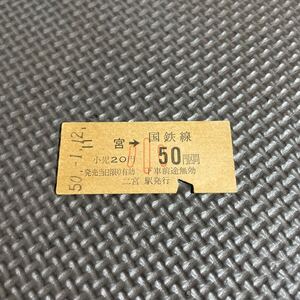 50.-1.12
二宮→国鉄線
小児20円 50円区間
発売当日限り有効 下車前途無効
二宮駅発行